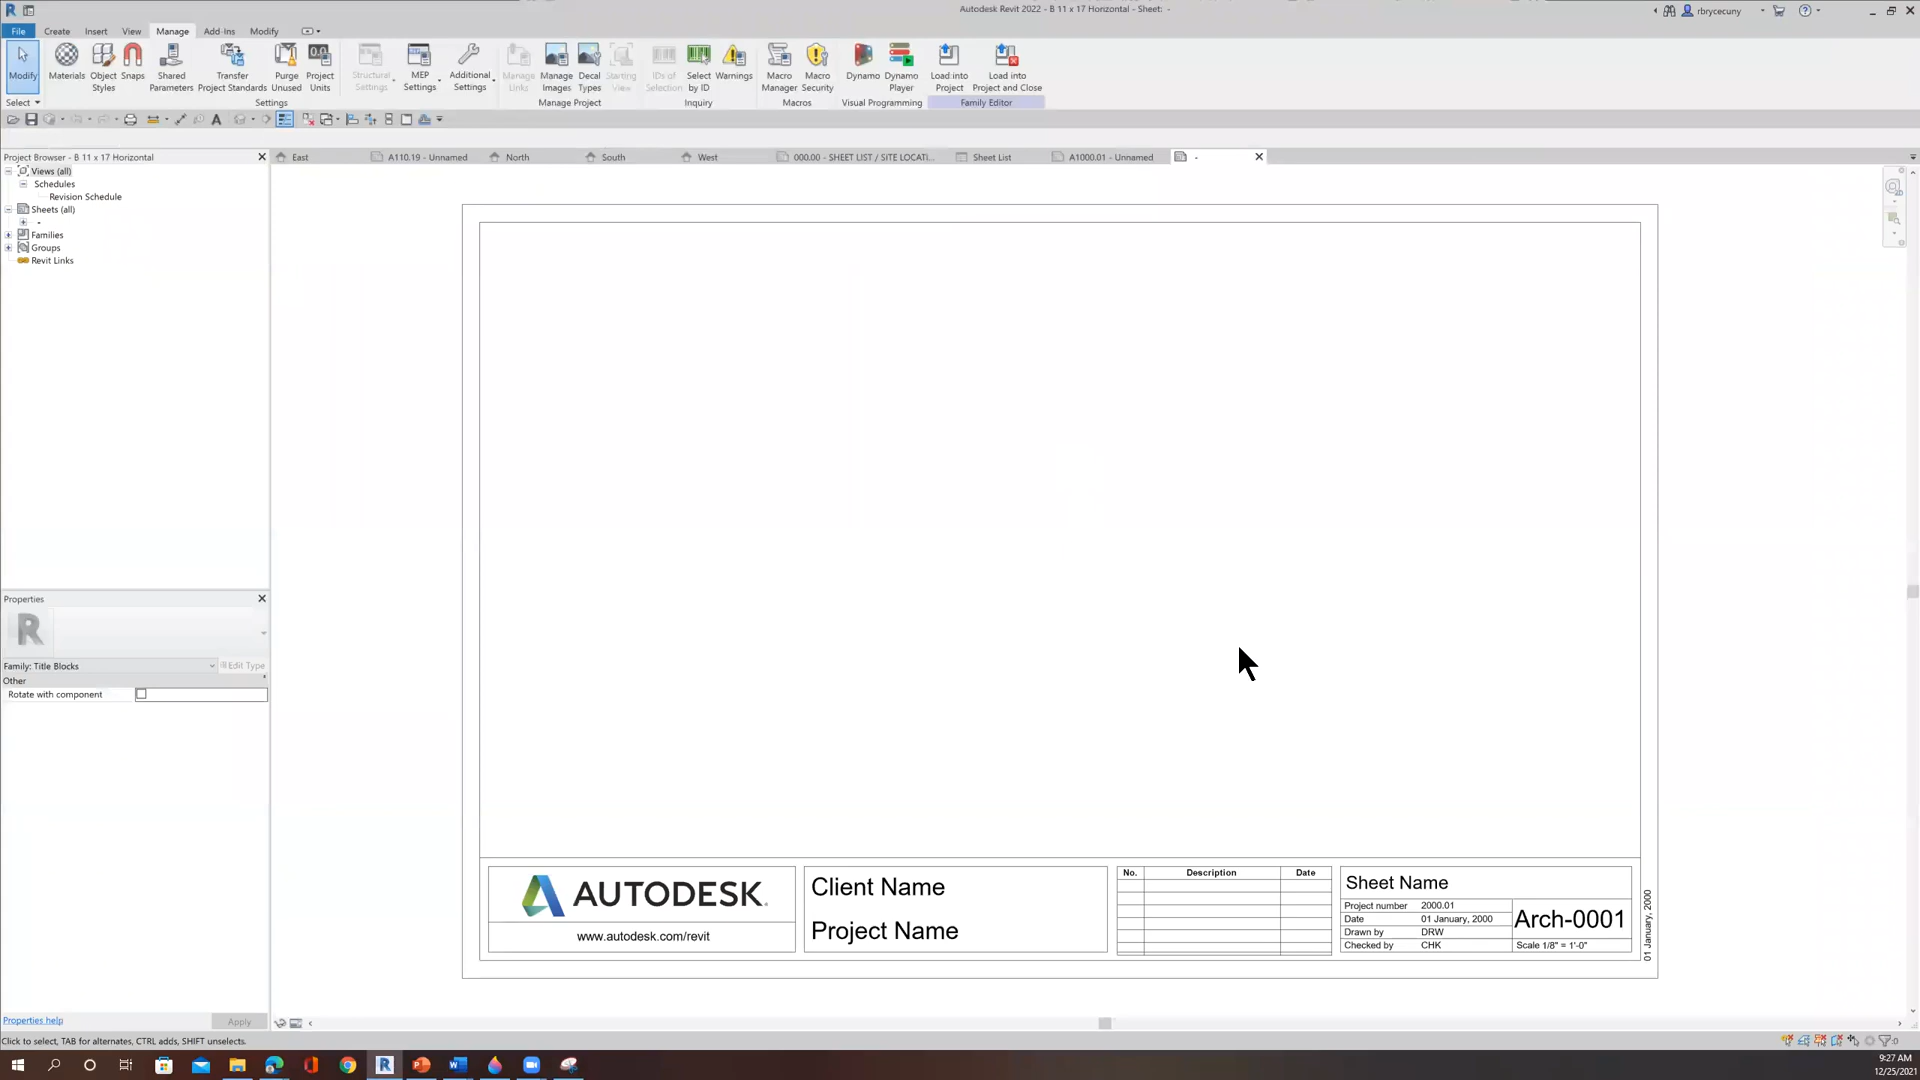 Autodesk Revit 2022 - B 11 x 17 Horizontal - Sheet: -
rbrycecuny
File Create Insert View Manage Add-Ins Modify
Modify
Materials
Object Styles
Snaps
Shared Parameters
Transfer Project Standards
Purge Unused
Project Units
Structural Settings
MEP Settings
Additional Settings
Manage Links
Manage Images
Decal Types
Starting View
IDs of Selection
Select by ID
Warnings
Macro Manager
Macro Security
Dynamo
Dynamo Player
Load into Project
Load into Project and Close
Select Settings Manage Project Inquiry Macros Visual Programming Family Editor
Project Browser - B 11 x 17 Horizontal
East
A110.19 - Unnamed
North
South
West
000.00 - SHEET LIST / SITE LOCATI...
Sheet List
A1000.01 - Unnamed
-
Views (all)
Schedules
Revision Schedule
Sheets (all)
-
Families
Groups
Revit Links
Properties
R
Family: Title Blocks
Edit Type
Other
Rotate with component
Properties help
Apply
AUTODESK.
www.autodesk.com/revit
Client Name
Project Name
No. Description Date
Sheet Name
Project number 2000.01
Date 01 January, 2000
Drawn by DRW
Checked by CHK
Arch-0001
Scale 1/8" = 1'-0"
01 January, 2000
Click to select, TAB for alternates, CTRL adds, SHIFT unselects.
:0
9:27 AM
12/25/2021